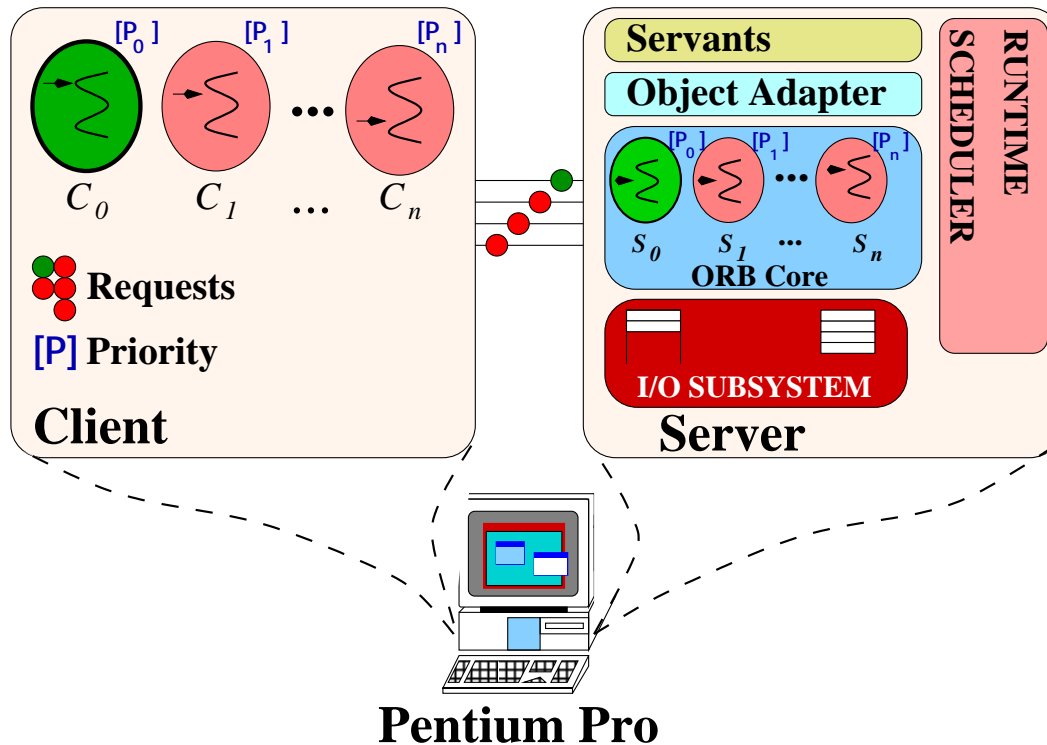 [P0] [P1] [Pn]
...
C0 C1 ... Cn
Requests
[P] Priority
Client
Servants
Object Adapter
[P0] [P1] [Pn]
...
S0 S1 ... Sn
ORB Core
I/O SUBSYSTEM
RUNTIME
SCHEDULER
Server
Pentium Pro